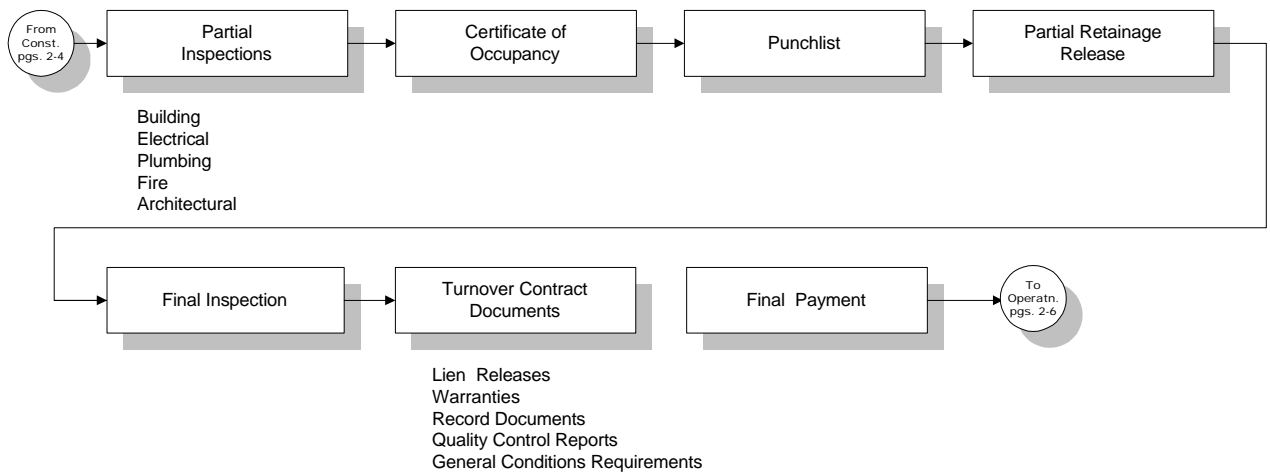 From
Const.
pgs. 2-4
Partial
Inspections
Certificate of
Occupancy
Punchlist
Partial Retainage
Release
Building
Electrical
Plumbing
Fire
Architectural
Final Inspection
Turnover Contract
Documents
Final Payment
To
Operatn.
pgs. 2-6
Lien Releases
Warranties
Record Documents
Quality Control Reports
General Conditions Requirements